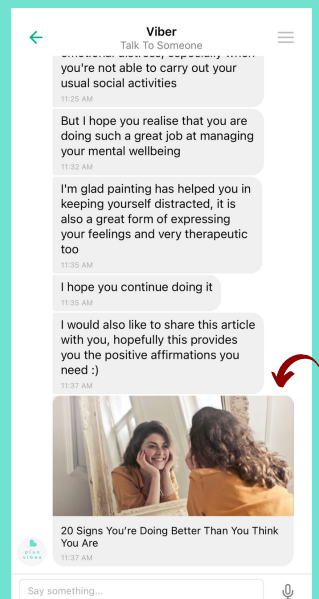 Viber
Talk To Someone
emotional distress, especially when
you're not able to carry out your
usual social activities
11:25 AM
But I hope you realise that you are
doing such a great job at managing
your mental wellbeing
11:32 AM
I'm glad painting has helped you in
keeping yourself distracted, it is
also a great form of expressing
your feelings and very therapeutic
too
11:35 AM
I hope you continue doing it
11:35 AM
I would also like to share this article
with you, hopefully this provides
you the positive affirmations you
need :)
11:37 AM
20 Signs You're Doing Better Than You Think
You Are
11:37 AM
plus
vibes
Say something...